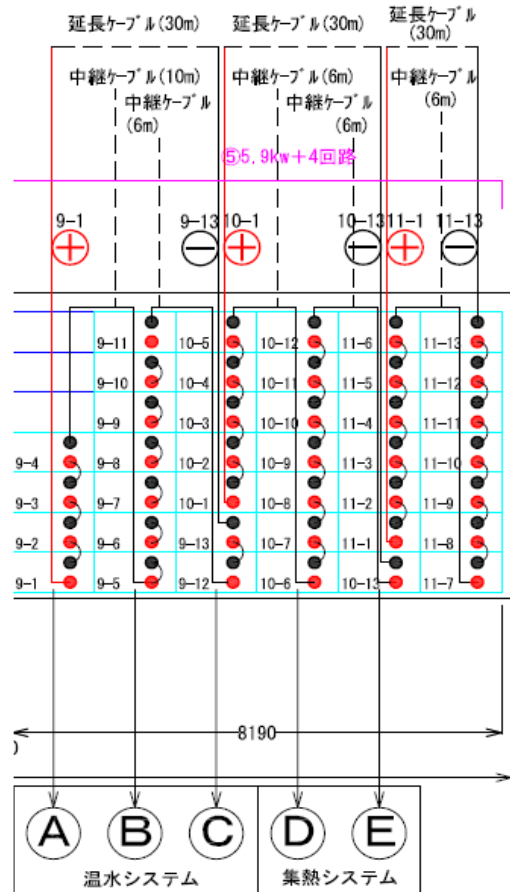 延長ケーブル(30m) 延長ケーブル(30m) 延長ケーブル
(30m)
中継ケーブル(10m) 中継ケーブル(6m) 中継ケーブル
(6m)
中継ケーブル
(6m)
中継ケーブル
(6m)
⑤5.9kw+4回路
9-1 9-13 10-1 10-13 11-1 11-13
+ − + − + −
9-11 10-5 10-12 11-6 11-13
9-10 10-4 10-11 11-5 11-12
9-9 10-3 10-10 11-4 11-11
9-4 9-8 10-2 10-9 11-3 11-10
9-3 9-7 10-1 10-8 11-2 11-9
9-2 9-6 9-13 10-7 11-1 11-8
9-1 9-5 9-12 10-6 10-13 11-7
8190
A B C D E
温水システム 集熱システム